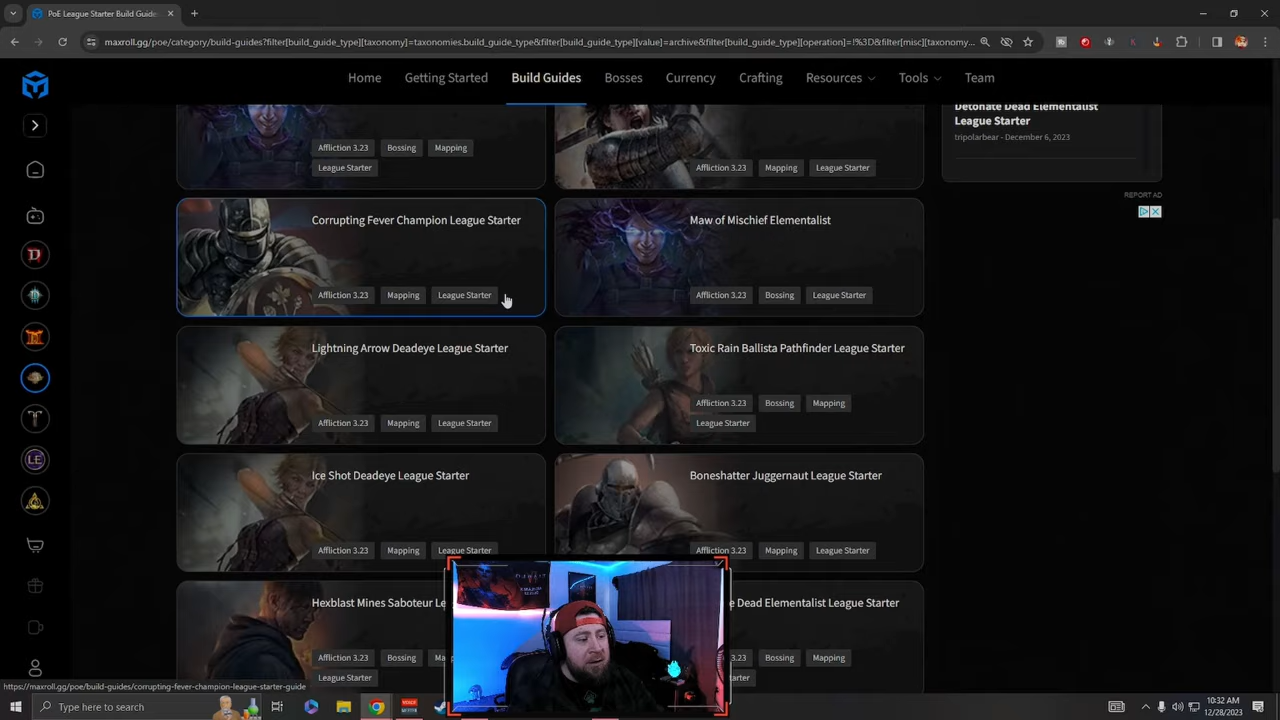 PoE League Starter Build Guide
maxroll.gg/poe/category/build-guides?filter[build_guide_type][taxonomy]=taxonomies.build_guide_type&filter[build_guide_type][value]=archive&filter[build_guide_type][operation]=!%3D&filter[misc][taxonomy...
Home
Getting Started
Build Guides
Bosses
Currency
Crafting
Resources
Tools
Team
Detonate Dead Elementalist
League Starter
tripolarbear - December 6, 2023
REPORT AD
Affliction 3.23
Bossing
Mapping
League Starter
Affliction 3.23
Mapping
League Starter
Corrupting Fever Champion League Starter
Affliction 3.23
Mapping
League Starter
Maw of Mischief Elementalist
Affliction 3.23
Bossing
League Starter
Lightning Arrow Deadeye League Starter
Affliction 3.23
Mapping
League Starter
Toxic Rain Ballista Pathfinder League Starter
Affliction 3.23
Bossing
Mapping
League Starter
Ice Shot Deadeye League Starter
Affliction 3.23
Mapping
League Starter
Boneshatter Juggernaut League Starter
Affliction 3.23
Mapping
League Starter
Hexblast Mines Saboteur Le
Affliction 3.23
Bossing
League Starter
Dead Elementalist League Starter
Bossing
Mapping
LE
https://maxroll.gg/poe/build-guides/corrupting-fever-champion-league-starter-guide
Type here to search
10:32 AM
12/28/2023